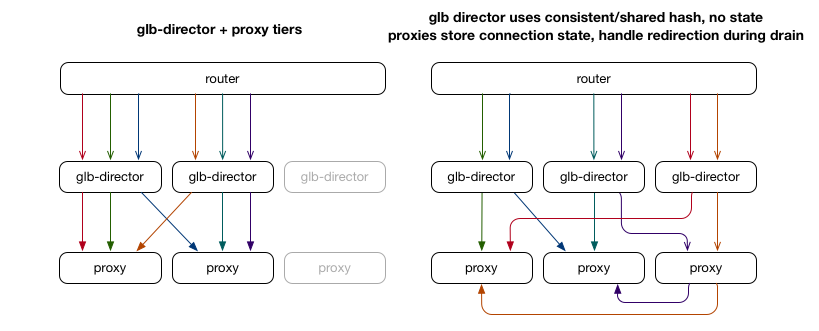 glb-director + proxy tiers
glb director uses consistent/shared hash, no state
proxies store connection state, handle redirection during drain
router
router
glb-director
glb-director
glb-director
glb-director
glb-director
glb-director
proxy
proxy
proxy
proxy
proxy
proxy